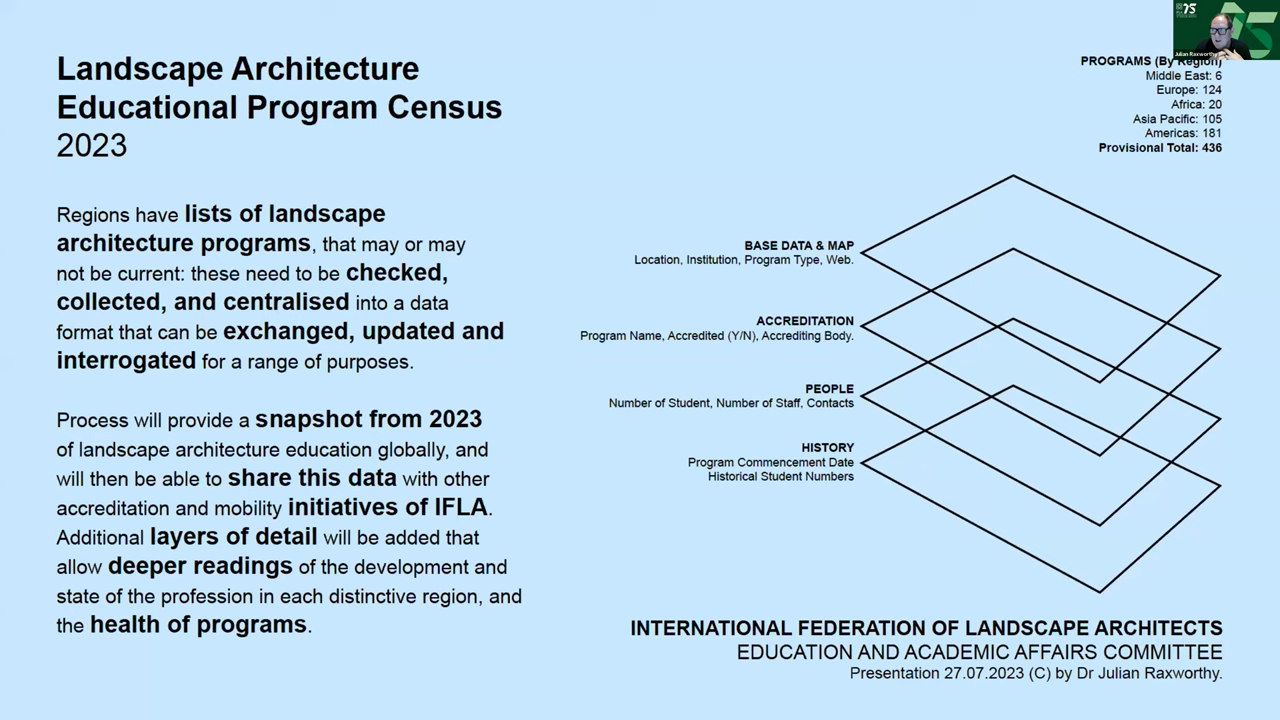 Landscape Architecture
Educational Program Census
2023
Regions have lists of landscape
architecture programs, that may or may
not be current: these need to be checked,
collected, and centralised into a data
format that can be exchanged, updated and
interrogated for a range of purposes.
Process will provide a snapshot from 2023
of landscape architecture education globally, and
will then be able to share this data with other
accreditation and mobility initiatives of IFLA.
Additional layers of detail will be added that
allow deeper readings of the development and
state of the profession in each distinctive region, and
the health of programs.
75
Julian Raxworthy
PROGRAMS (By Region)
Middle East: 6
Europe: 124
Africa: 20
Asia Pacific: 105
Americas: 181
Provisional Total: 436
BASE DATA & MAP
Location, Institution, Program Type, Web.
ACCREDITATION
Program Name, Accredited (Y/N), Accrediting Body.
PEOPLE
Number of Student, Number of Staff, Contacts
HISTORY
Program Commencement Date
Historical Student Numbers
INTERNATIONAL FEDERATION OF LANDSCAPE ARCHITECTS
EDUCATION AND ACADEMIC AFFAIRS COMMITTEE
Presentation 27.07.2023 (C) by Dr Julian Raxworthy.